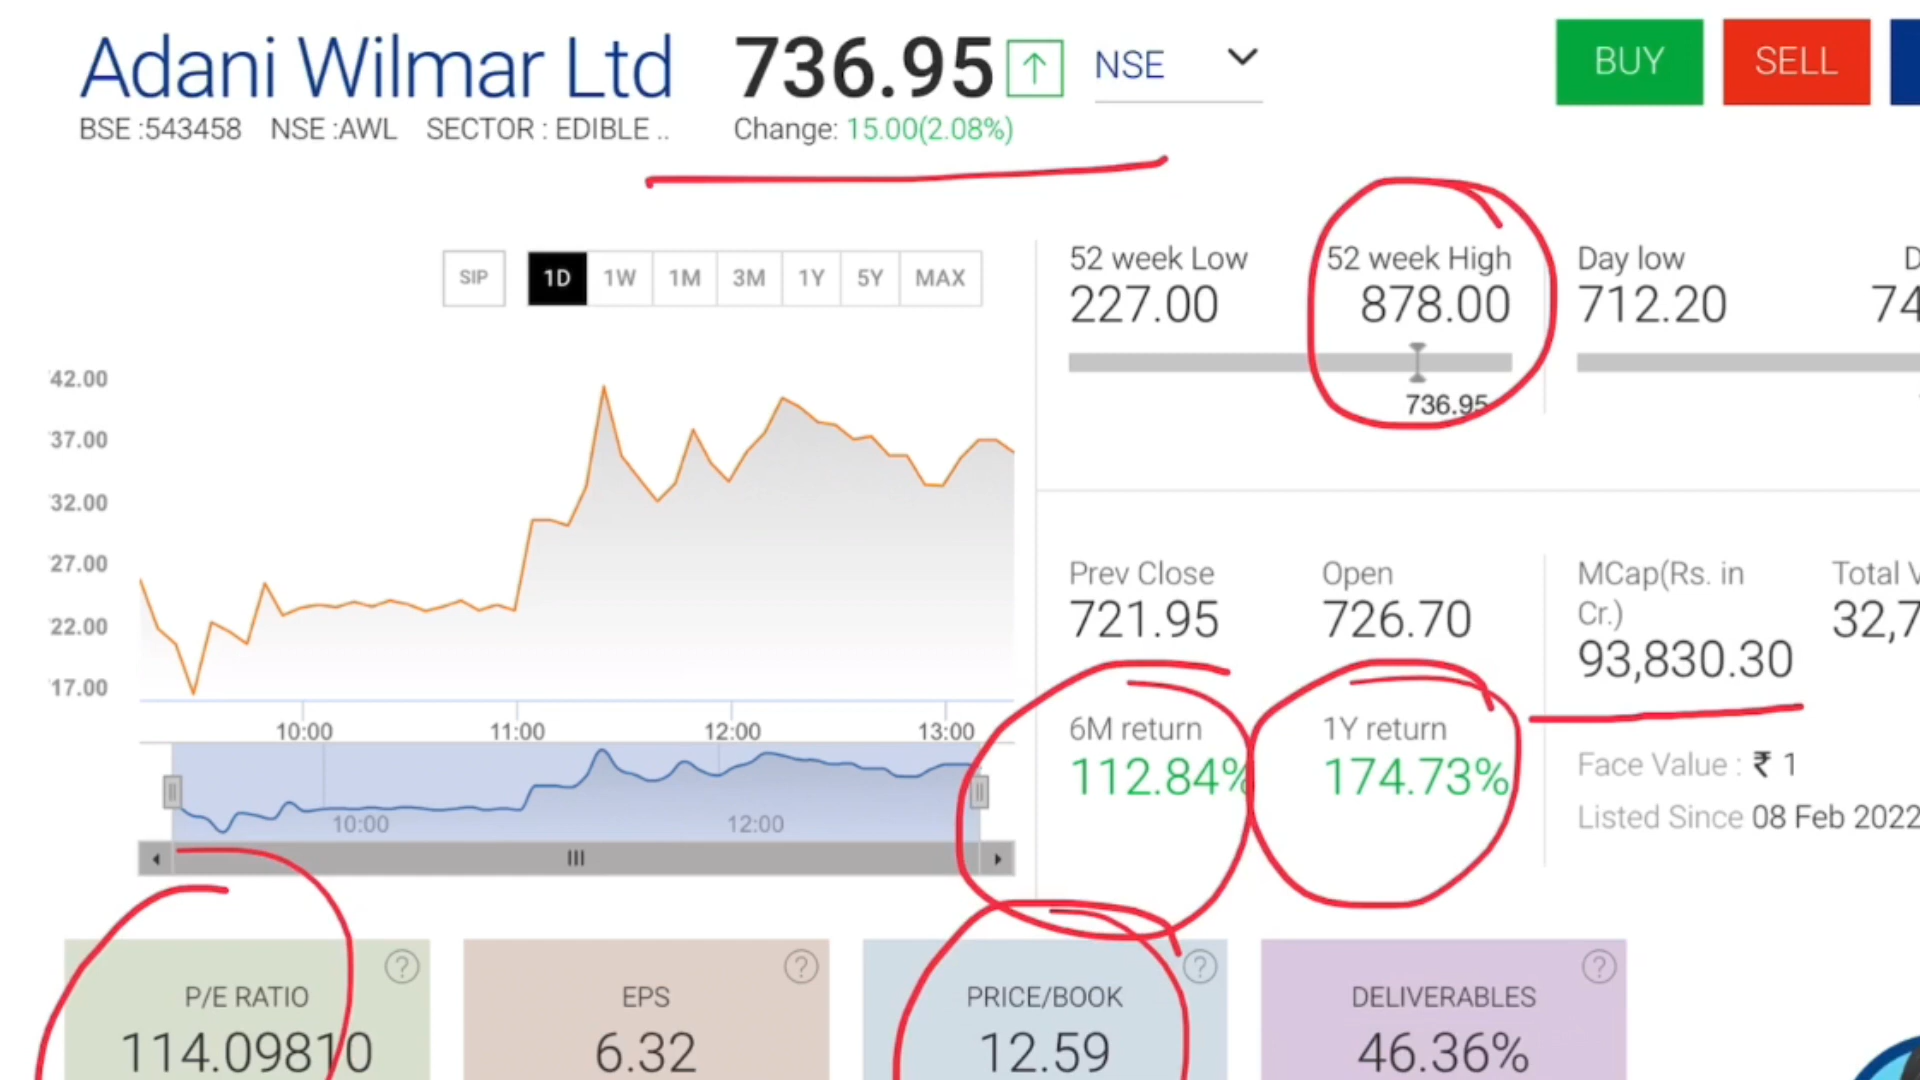 Adani Wilmar Ltd
736.95
NSE
BUY
SELL
BSE :543458 NSE :AWL SECTOR : EDIBLE ..
Change: 15.00(2.08%)
SIP 1D 1W 1M 3M 1Y 5Y MAX
52 week Low
227.00
52 week High
878.00
736.95
Day low
712.20
D
74
42.00
37.00
32.00
27.00
22.00
17.00
10:00 11:00 12:00 13:00
10:00 12:00
Prev Close
721.95
Open
726.70
MCap(Rs. in
Cr.)
93,830.30
Total V
32,7
6M return
112.84%
1Y return
174.73%
Face Value : ₹ 1
Listed Since 08 Feb 2022
P/E RATIO
114.09810
EPS
6.32
PRICE/BOOK
12.59
DELIVERABLES
46.36%